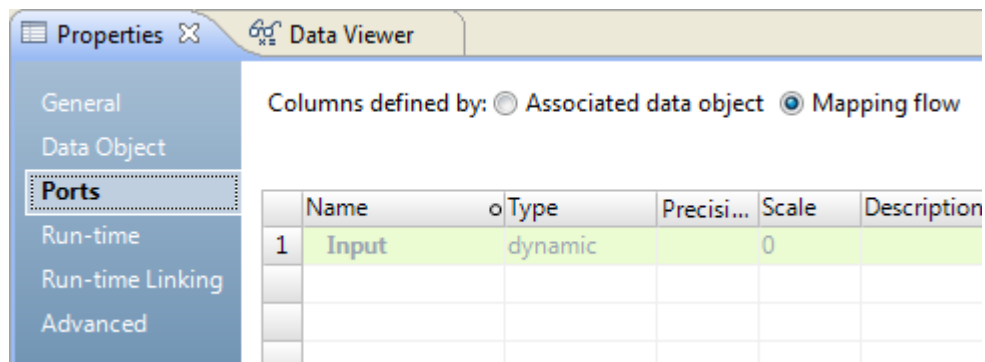 Properties Data Viewer
General
Data Object
Ports
Run-time
Run-time Linking
Advanced
Columns defined by: Associated data object Mapping flow
Name Type Precisi... Scale Description
1 Input dynamic 0